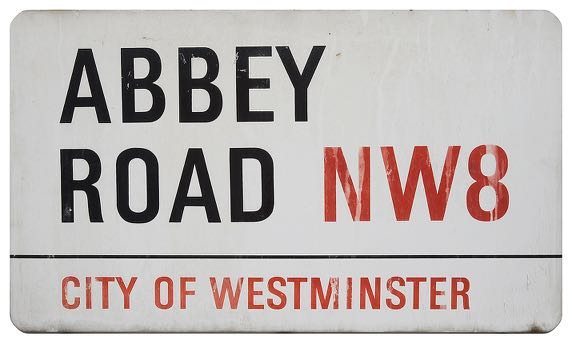 ABBEY
ROAD NW8
CITY OF WESTMINSTER